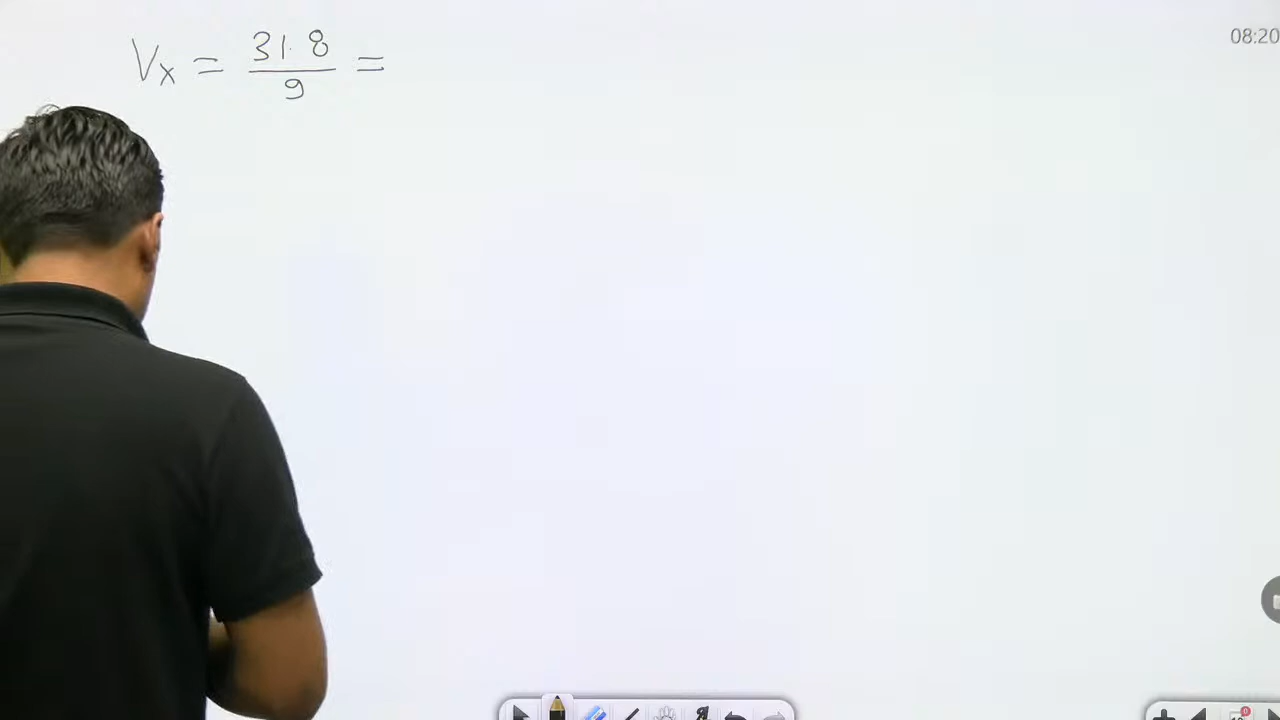 08:20
Vx = 31.8 / 9 =